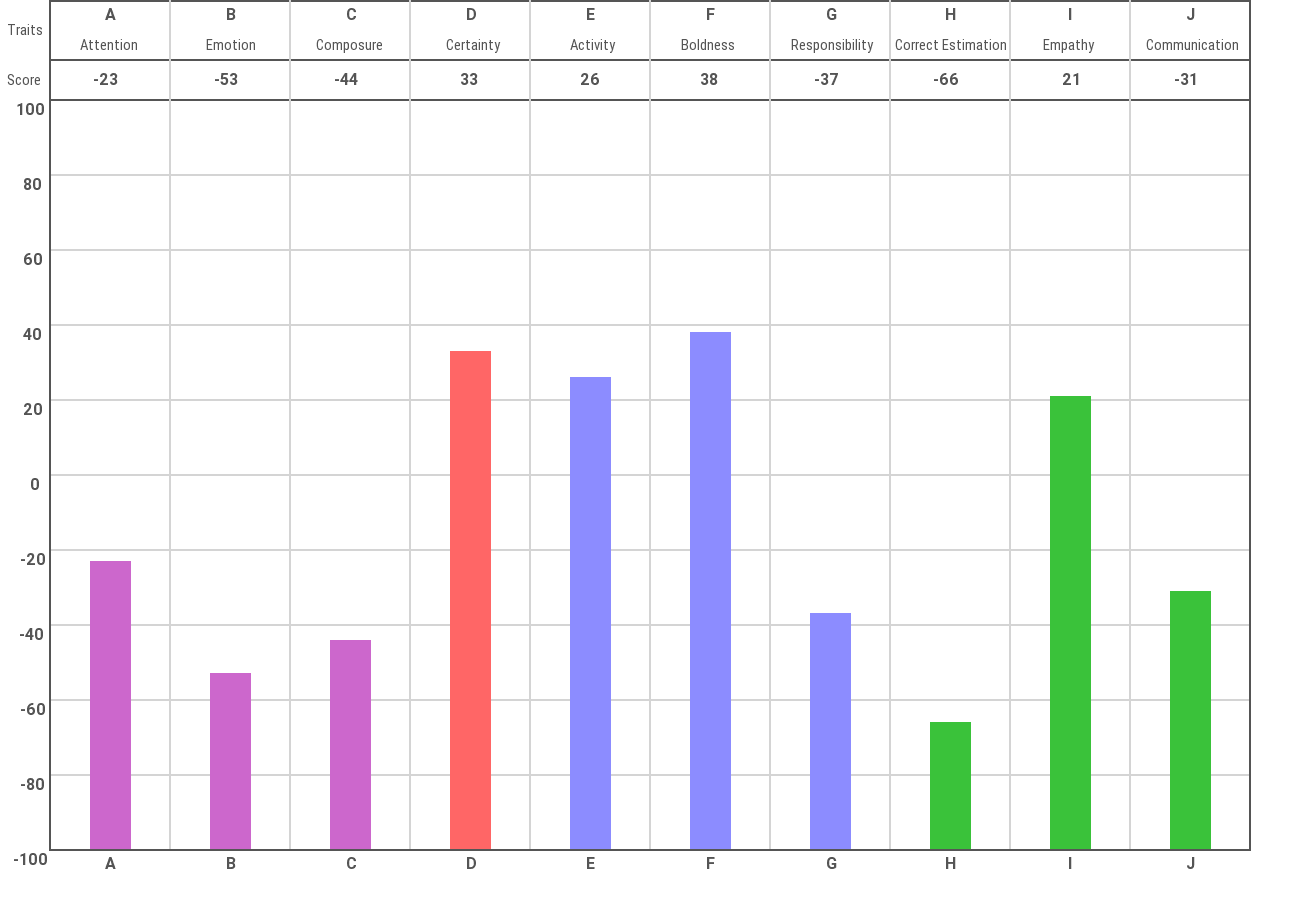 A B C D E F G H I J
Traits
Attention Emotion Composure Certainty Activity Boldness Responsibility Correct Estimation Empathy Communication
Score -23 -53 -44 33 26 38 -37 -66 21 -31
100
80
60
40
20
0
-20
-40
-60
-80
-100
A B C D E F G H I J